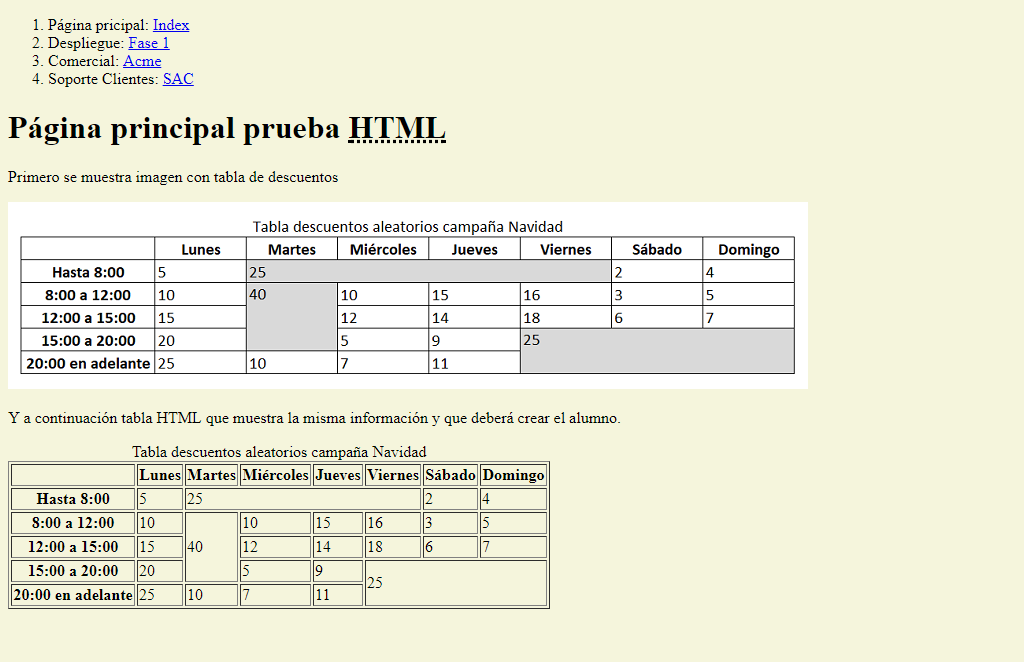 1. Página pricipal: Index
2. Despliegue: Fase 1
3. Comercial: Acme
4. Soporte Clientes: SAC
Página principal prueba HTML
Primero se muestra imagen con tabla de descuentos
Tabla descuentos aleatorios campaña Navidad
Lunes Martes Miércoles Jueves Viernes Sábado Domingo
Hasta 8:00 5 25 2 4
8:00 a 12:00 10 40 10 15 16 3 5
12:00 a 15:00 15 12 14 18 6 7
15:00 a 20:00 20 5 9 25
20:00 en adelante 25 10 7 11
Y a continuación tabla HTML que muestra la misma información y que deberá crear el alumno.
Tabla descuentos aleatorios campaña Navidad
Lunes Martes Miércoles Jueves Viernes Sábado Domingo
Hasta 8:00 5 25 2 4
8:00 a 12:00 10 10 15 16 3 5
12:00 a 15:00 15 40 12 14 18 6 7
15:00 a 20:00 20 5 9 25
20:00 en adelante 25 10 7 11